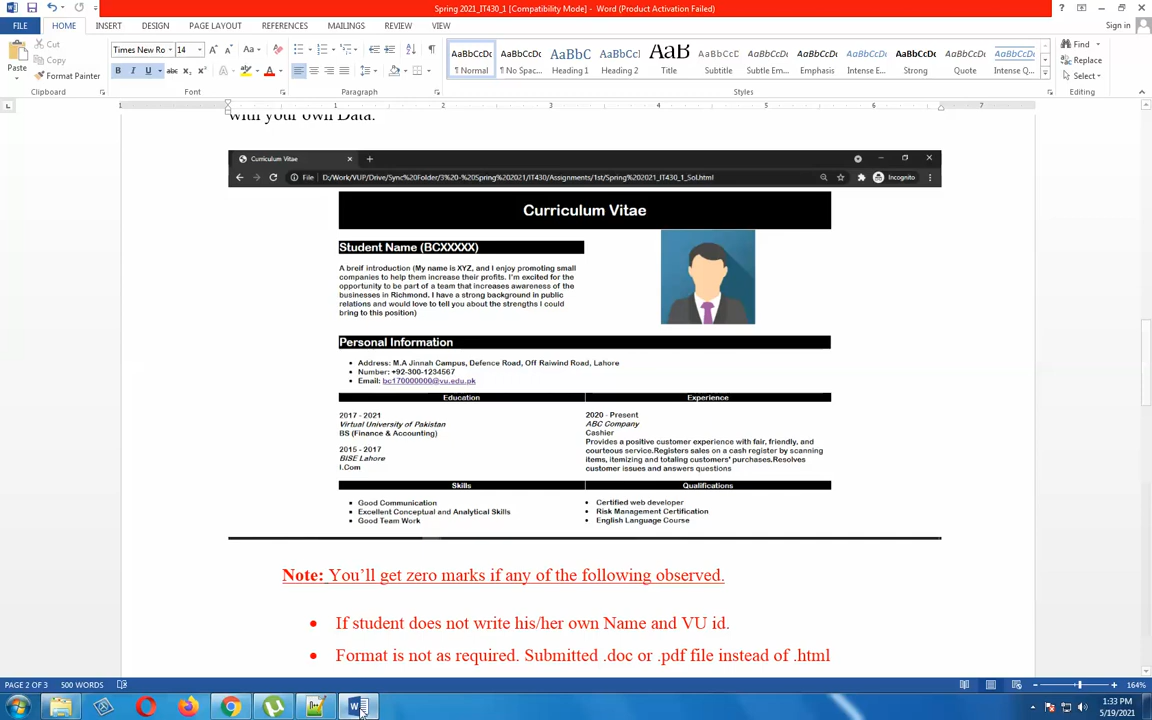 Spring 2021_IT430_1 [Compatibility Mode] - Word (Product Activation Failed)
Sign in
FILE HOME INSERT DESIGN PAGE LAYOUT REFERENCES MAILINGS REVIEW VIEW
Paste
Cut
Copy
Format Painter
Clipboard
Times New Ro 14
B I U abc
Font
Paragraph
AaBbCcDc AaBbCcDc AaBbC AaBbCc AaB AaBbCcD AaBbCcDc AaBbCcDc AaBbCcDc AaBbCcDc AaBbCcDc AaBbCcDc
¶ Normal ¶ No Spac... Heading 1 Heading 2 Title Subtitle Subtle Em... Emphasis Intense E... Strong Quote Intense Q...
Styles
Find
Replace
Select
Editing
1 1 2 3 4 5 6 7
with your own Data.
Curriculum Vitae
File D:/Work/VUP/Drive/Sync%20Folder/3%20-%20Spring%202021/IT430/Assignments/1st/Spring%202021_IT430_1_Sol.html
Incognito
Curriculum Vitae
Student Name (BCXXXXX)
A breif introduction (My name is XYZ, and I enjoy promoting small
companies to help them increase their profits. I'm excited for the
opportunity to be part of a team that increases awareness of the
businesses in Richmond. I have a strong background in public
relations and would love to tell you about the strengths I could
bring to this position)
Personal Information
• Address: M.A Jinnah Campus, Defence Road, Off Raiwind Road, Lahore
• Number: +92-300-1234567
• Email: bc170000000@vu.edu.pk
Education
2017 - 2021
Virtual University of Pakistan
BS (Finance & Accounting)
2015 - 2017
BISE Lahore
I.Com
Experience
2020 - Present
ABC Company
Cashier
Provides a positive customer experience with fair, friendly, and
courteous service.Registers sales on a cash register by scanning
items, itemizing and totaling customers' purchases.Resolves
customer issues and answers questions
Skills
• Good Communication
• Excellent Conceptual and Analytical Skills
• Good Team Work
Qualifications
• Certified web developer
• Risk Management Certification
• English Language Course
Note: You'll get zero marks if any of the following observed.
• If student does not write his/her own Name and VU id.
• Format is not as required. Submitted .doc or .pdf file instead of .html
PAGE 2 OF 3 500 WORDS
164%
1:33 PM
5/19/2021